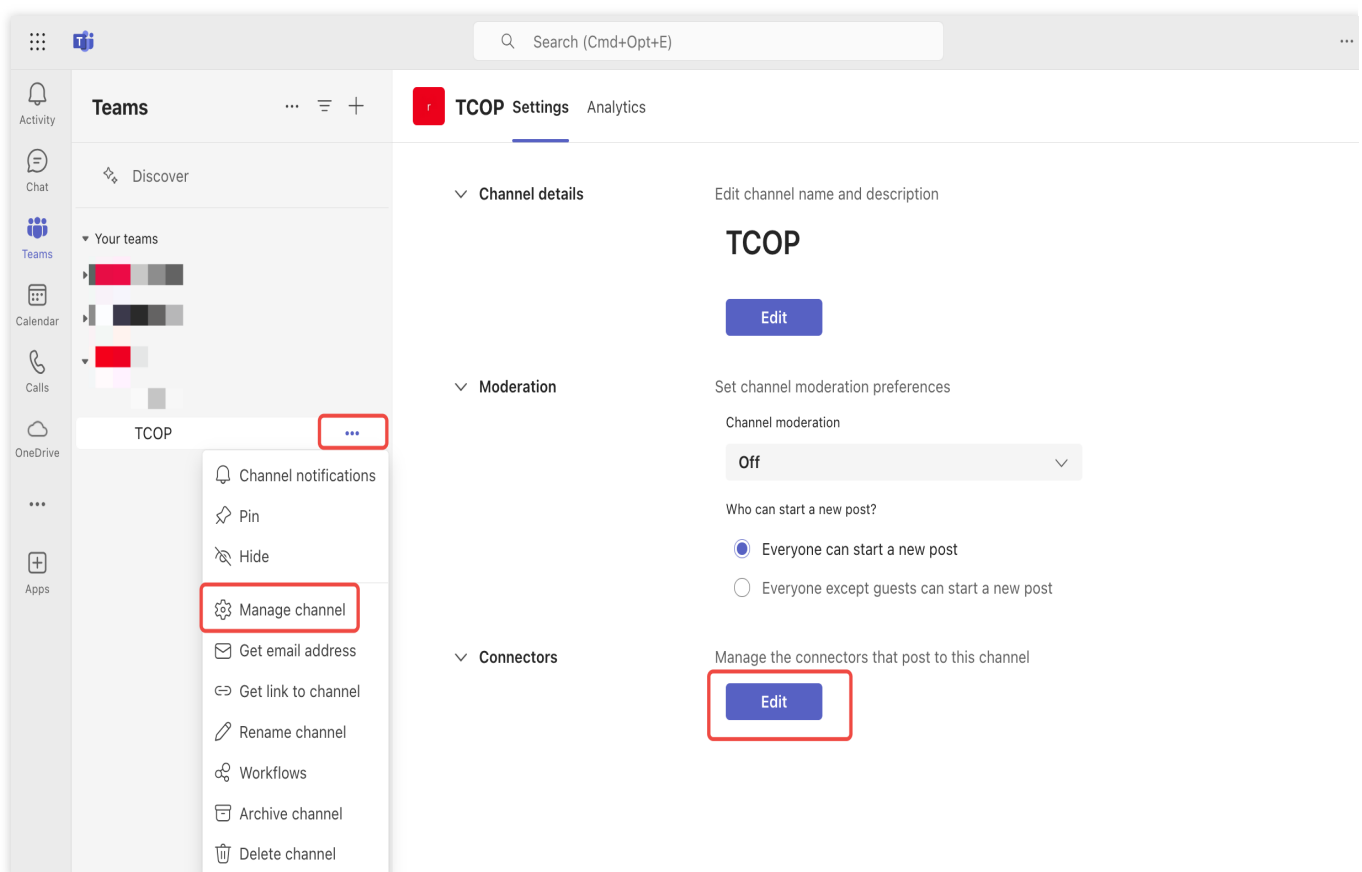 Search (Cmd+Opt+E)
Activity
Chat
Teams
Calendar
Calls
OneDrive
Apps
Teams
Discover
Your teams
TCOP
Channel notifications
Pin
Hide
Manage channel
Get email address
Get link to channel
Rename channel
Workflows
Archive channel
Delete channel
r TCOP Settings Analytics
Channel details Edit channel name and description
TCOP
Edit
Moderation Set channel moderation preferences
Channel moderation
Off
Who can start a new post?
Everyone can start a new post
Everyone except guests can start a new post
Connectors Manage the connectors that post to this channel
Edit